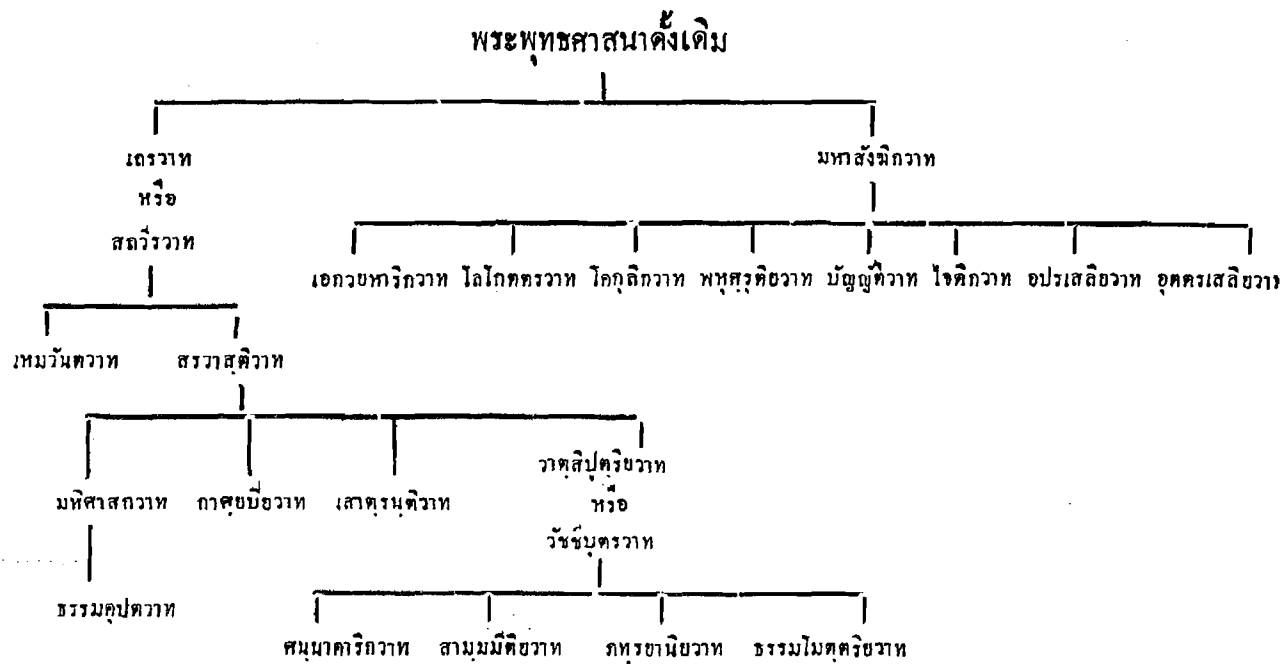 พระพุทธศาสนาดั้งเดิม
เถรวาท
หรือ
สถวีรวาท
มหาสังฆิกวาท
เอกวยหาริกวาท โลโกตตรวาท โคกุลิกวาท พหุศรุติยวาท บัญญัติวาท ไจติกวาท อปรเสลิยวาท อุตตรเสลิยวาท
เหมวันตวาท สรวาสติวาท
มหิศาสกวาท กาศยปิยวาท เสาตรนติวาท
วาตสิปุตริยวาท
หรือ
วัชชีบุตรวาท
ธรรมคุปตวาท
ศนนาคาริกวาท สามมมิติยวาท ภทรยานิยวาท ธรรมโมตตริยวาท